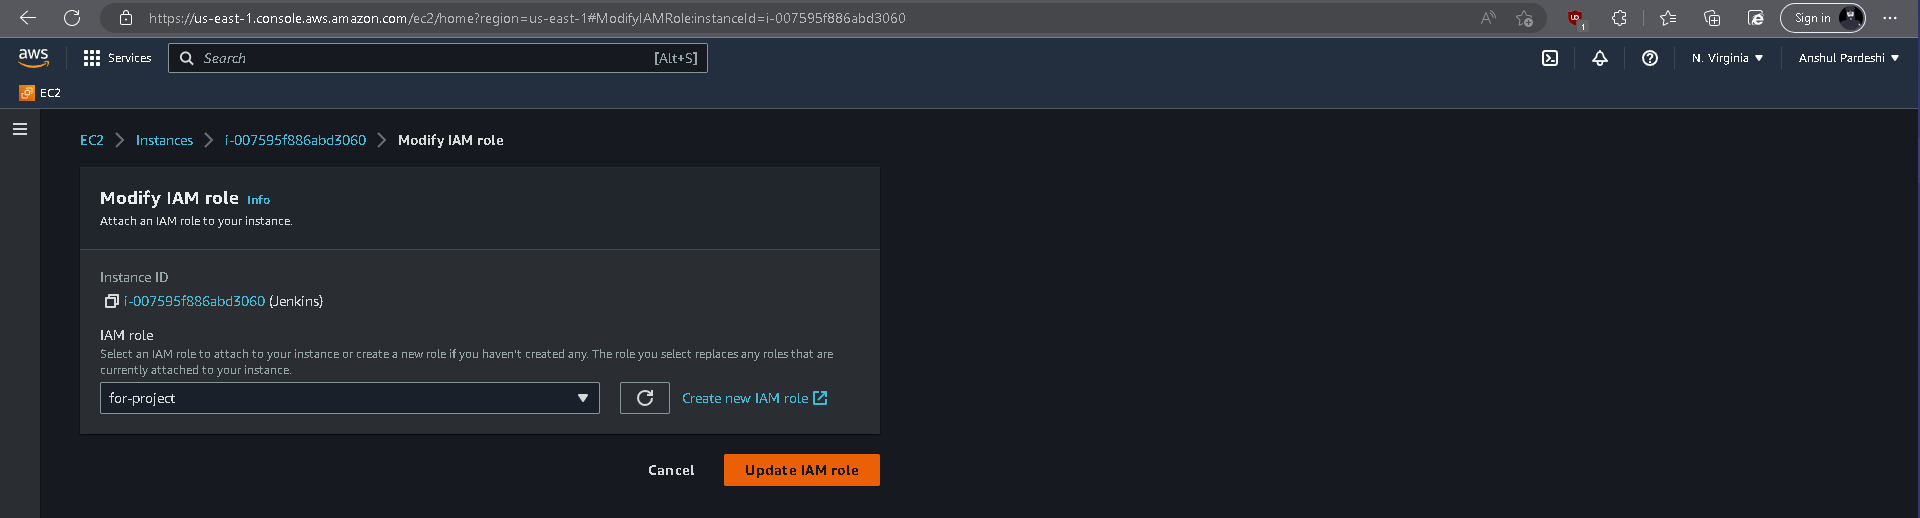 https://us-east-1.console.aws.amazon.com/ec2/home?region=us-east-1#ModifyIAMRole:instanceId=i-007595f886abd3060
1
Sign in
aws
Services
Search
[Alt+S]
N. Virginia
Anshul Pardeshi
EC2
EC2 > Instances > i-007595f886abd3060 > Modify IAM role
Modify IAM role Info
Attach an IAM role to your instance.
Instance ID
i-007595f886abd3060 (Jenkins)
IAM role
Select an IAM role to attach to your instance or create a new role if you haven't created any. The role you select replaces any roles that are
currently attached to your instance.
for-project
Create new IAM role
Cancel
Update IAM role